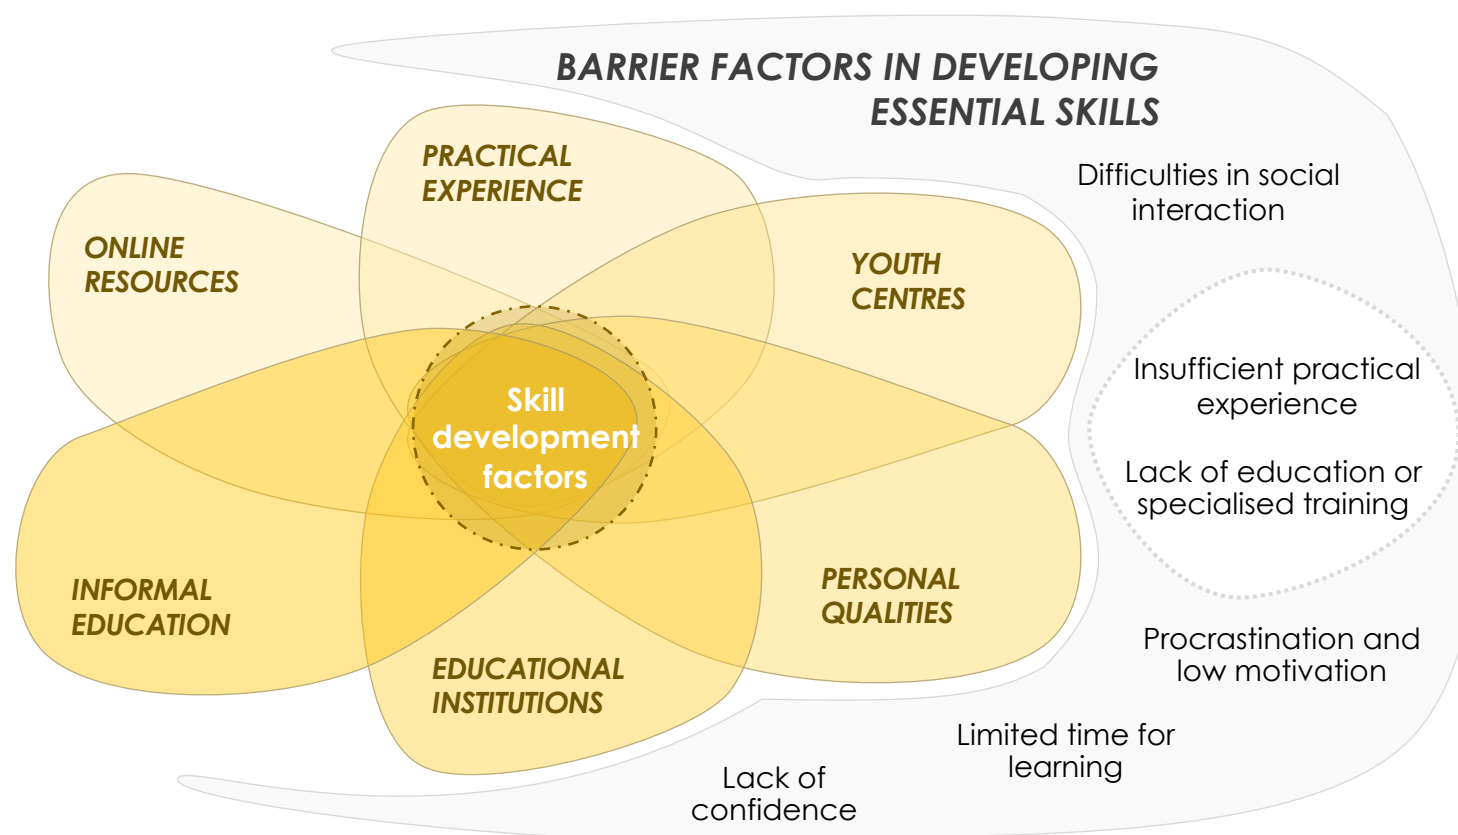 BARRIER FACTORS IN DEVELOPING
ESSENTIAL SKILLS
PRACTICAL
EXPERIENCE
ONLINE
RESOURCES
YOUTH
CENTRES
Skill
development
factors
INFORMAL
EDUCATION
EDUCATIONAL
INSTITUTIONS
PERSONAL
QUALITIES
Difficulties in social
interaction
Insufficient practical
experience
Lack of education or
specialised training
Procrastination and
low motivation
Limited time for
learning
Lack of
confidence